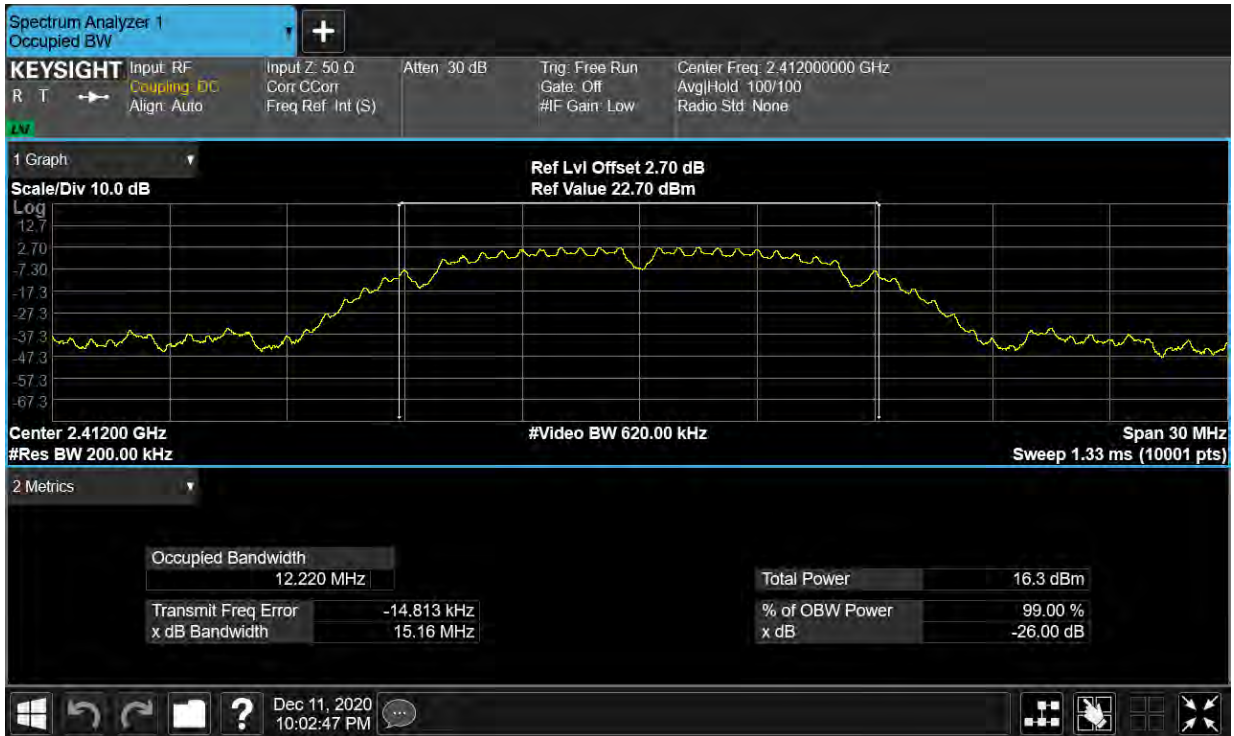 Spectrum Analyzer 1
Occupied BW
KEYSIGHT Input: RF Input Z: 50 Ω Atten: 30 dB Trig: Free Run Center Freq: 2.412000000 GHz
R T Coupling: DC Corr CCorr Gate: Off Avg|Hold: 100/100
Align: Auto Freq Ref: Int (S) #IF Gain: Low Radio Std: None
LXI
1 Graph
Ref Lvl Offset 2.70 dB
Scale/Div 10.0 dB Ref Value 22.70 dBm
Log
12.7
2.70
-7.30
-17.3
-27.3
-37.3
-47.3
-57.3
-67.3
Center 2.41200 GHz #Video BW 620.00 kHz Span 30 MHz
#Res BW 200.00 kHz Sweep 1.33 ms (10001 pts)
2 Metrics
Occupied Bandwidth
12.220 MHz Total Power 16.3 dBm
Transmit Freq Error -14.813 kHz % of OBW Power 99.00 %
x dB Bandwidth 15.16 MHz x dB -26.00 dB
? Dec 11, 2020
10:02:47 PM